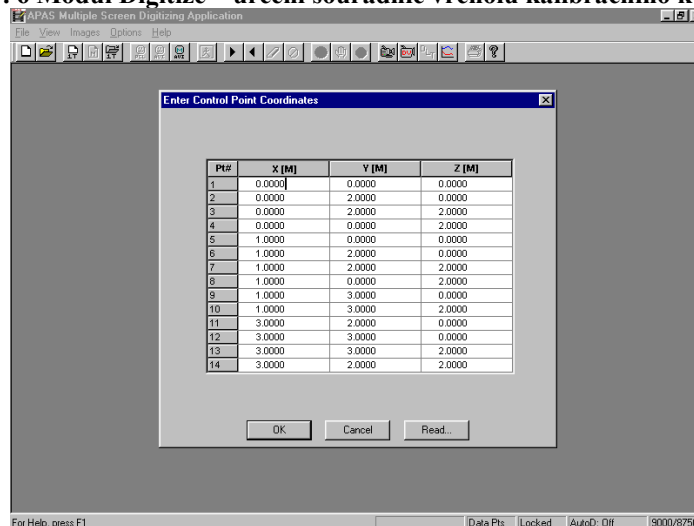 6 Modul Digitize – určení souřadnic vrcholů kalibračního k
APAS Multiple Screen Digitizing Application
File View Images Options Help
Enter Control Point Coordinates
Pt# X [M] Y [M] Z [M]
1 0.0000 0.0000 0.0000
2 0.0000 2.0000 0.0000
3 0.0000 2.0000 2.0000
4 0.0000 0.0000 2.0000
5 1.0000 0.0000 0.0000
6 1.0000 2.0000 0.0000
7 1.0000 2.0000 2.0000
8 1.0000 0.0000 2.0000
9 1.0000 3.0000 0.0000
10 1.0000 3.0000 2.0000
11 3.0000 2.0000 0.0000
12 3.0000 3.0000 0.0000
13 3.0000 3.0000 2.0000
14 3.0000 2.0000 2.0000
OK Cancel Read...
For Help, press F1 Data Pts Locked AutoD: Off